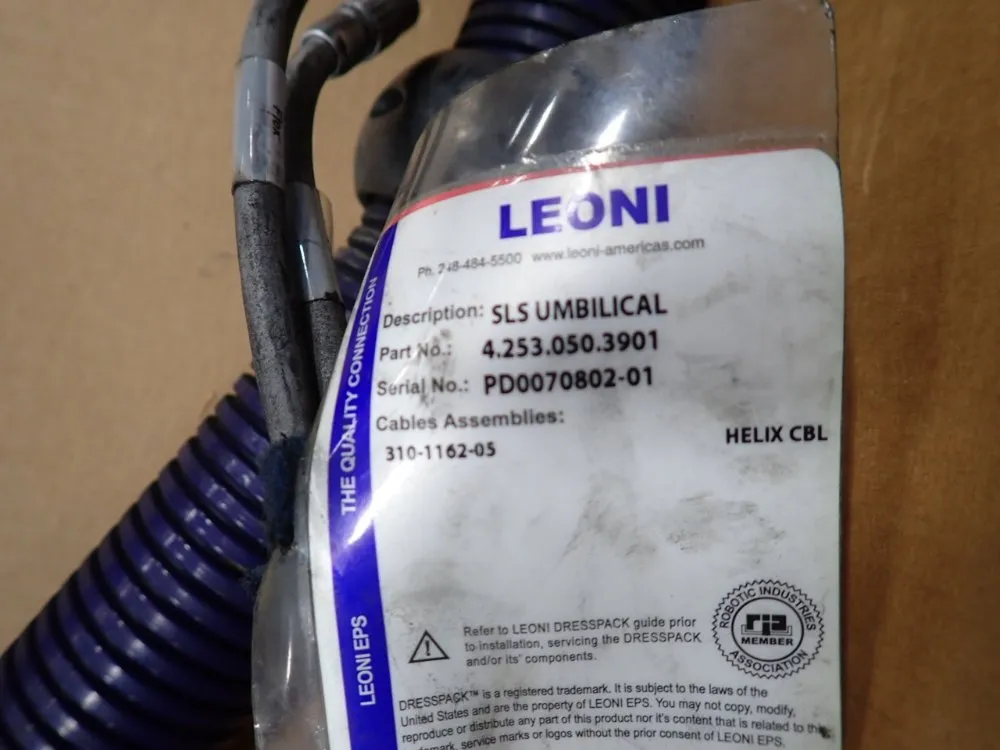 LEONI
Ph. 248-484-5500 www.leoni-americas.com
Description: SLS UMBILICAL
Part No.: 4.253.050.3901
Serial No.: PD0070802-01
Cables Assemblies:
310-1162-05
HELIX CBL
THE QUALITY CONNECTION
LEONI EPS
Refer to LEONI DRESSPACK guide prior
to installation, servicing the DRESSPACK
and/or its' components.
ROBOTIC INDUSTRIES
ria
MEMBER
ASSOCIATION
DRESSPACK™ is a registered trademark. It is subject to the laws of the
United States and are the property of LEONI EPS. You may not copy, modify,
reproduce or distribute any part of this product nor it's content that is related to
service marks or logos without the prior consent of LEONI EPS.